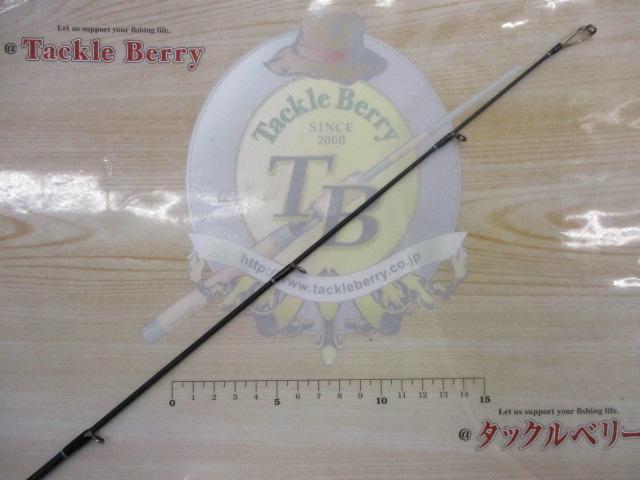 Let us support your fishing life.
@ Tackle Berry
Tackle Berry
SINCE
2000
TB
http://www.tackleberry.co.jp
0 1 2 3 4 5 6 7 8 9 10 11 12 13 14 15
Let us support your fishing life.
@ タックルベリー